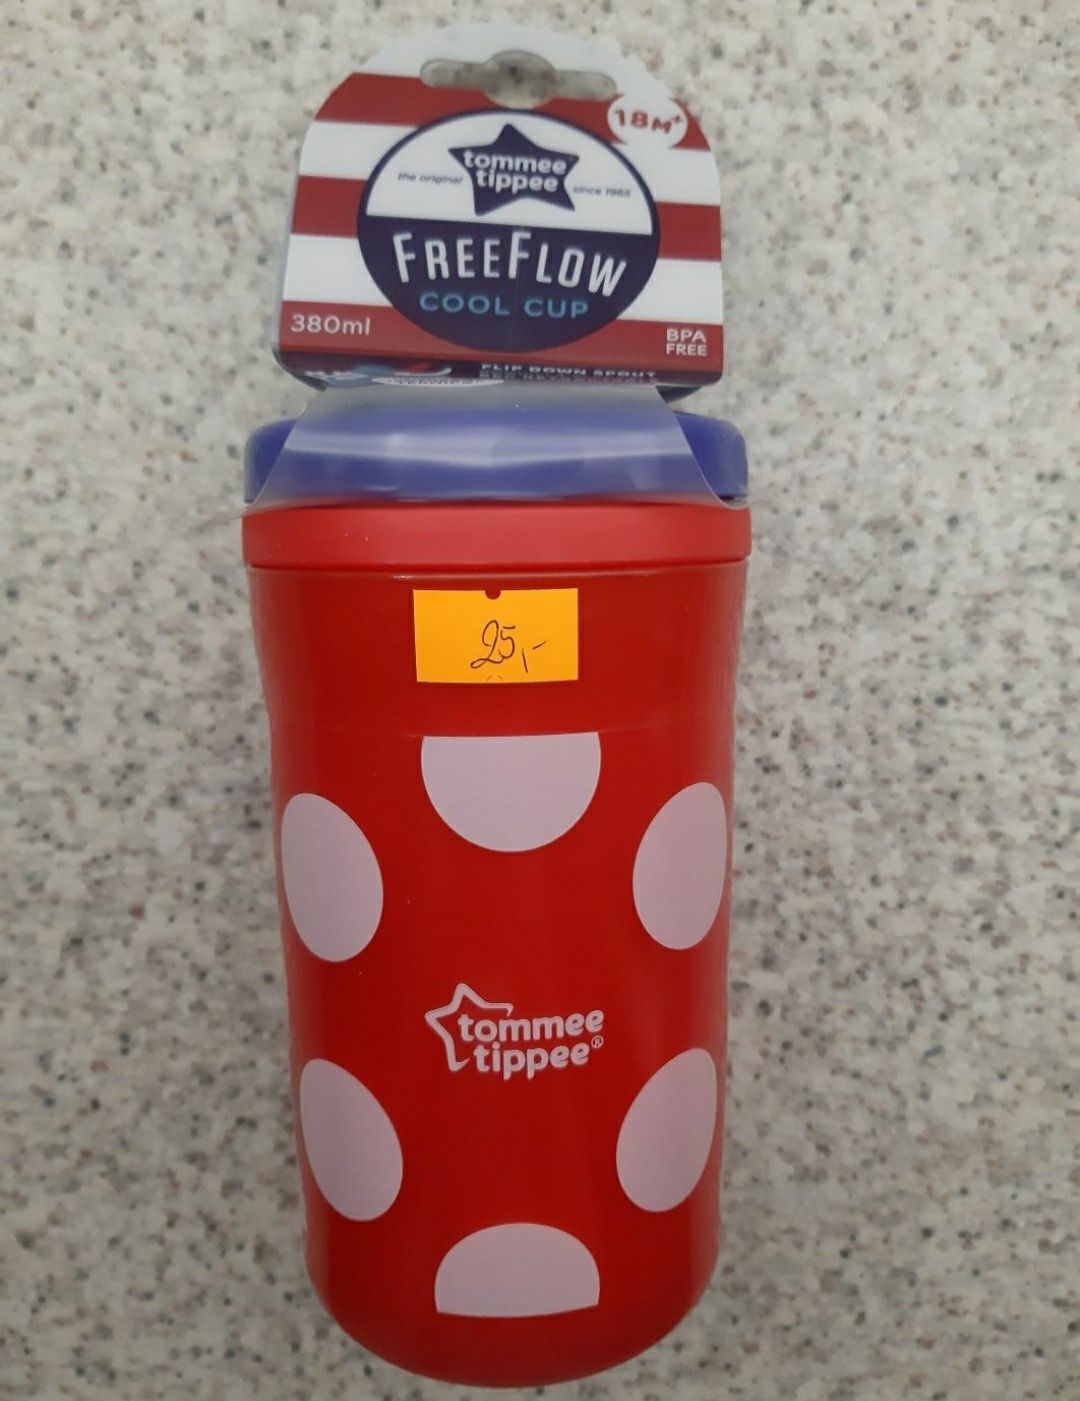 18M+
tommee
tippee
the original
since 1965
FREEFLOW
COOL CUP
380ml
BPA
FREE
FLIP DOWN SPOUT
25,-
tommee
tippee®